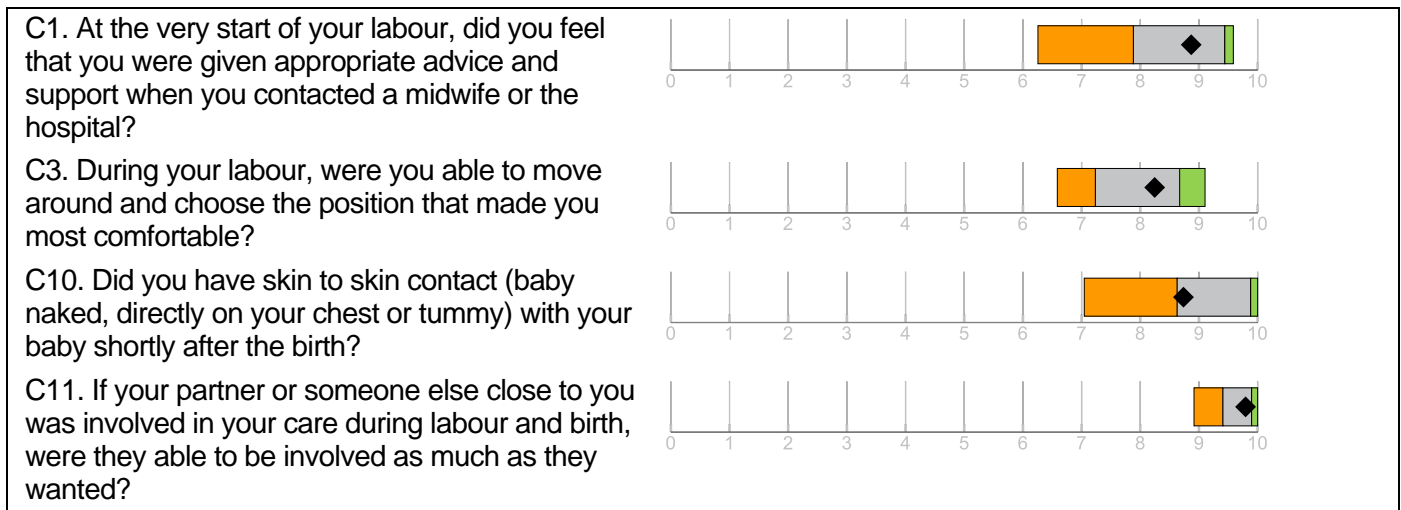 C1. At the very start of your labour, did you feel
that you were given appropriate advice and
support when you contacted a midwife or the
hospital?
0 1 2 3 4 5 6 7 8 9 10
C3. During your labour, were you able to move
around and choose the position that made you
most comfortable?
0 1 2 3 4 5 6 7 8 9 10
C10. Did you have skin to skin contact (baby
naked, directly on your chest or tummy) with your
baby shortly after the birth?
0 1 2 3 4 5 6 7 8 9 10
C11. If your partner or someone else close to you
was involved in your care during labour and birth,
were they able to be involved as much as they
wanted?
0 1 2 3 4 5 6 7 8 9 10